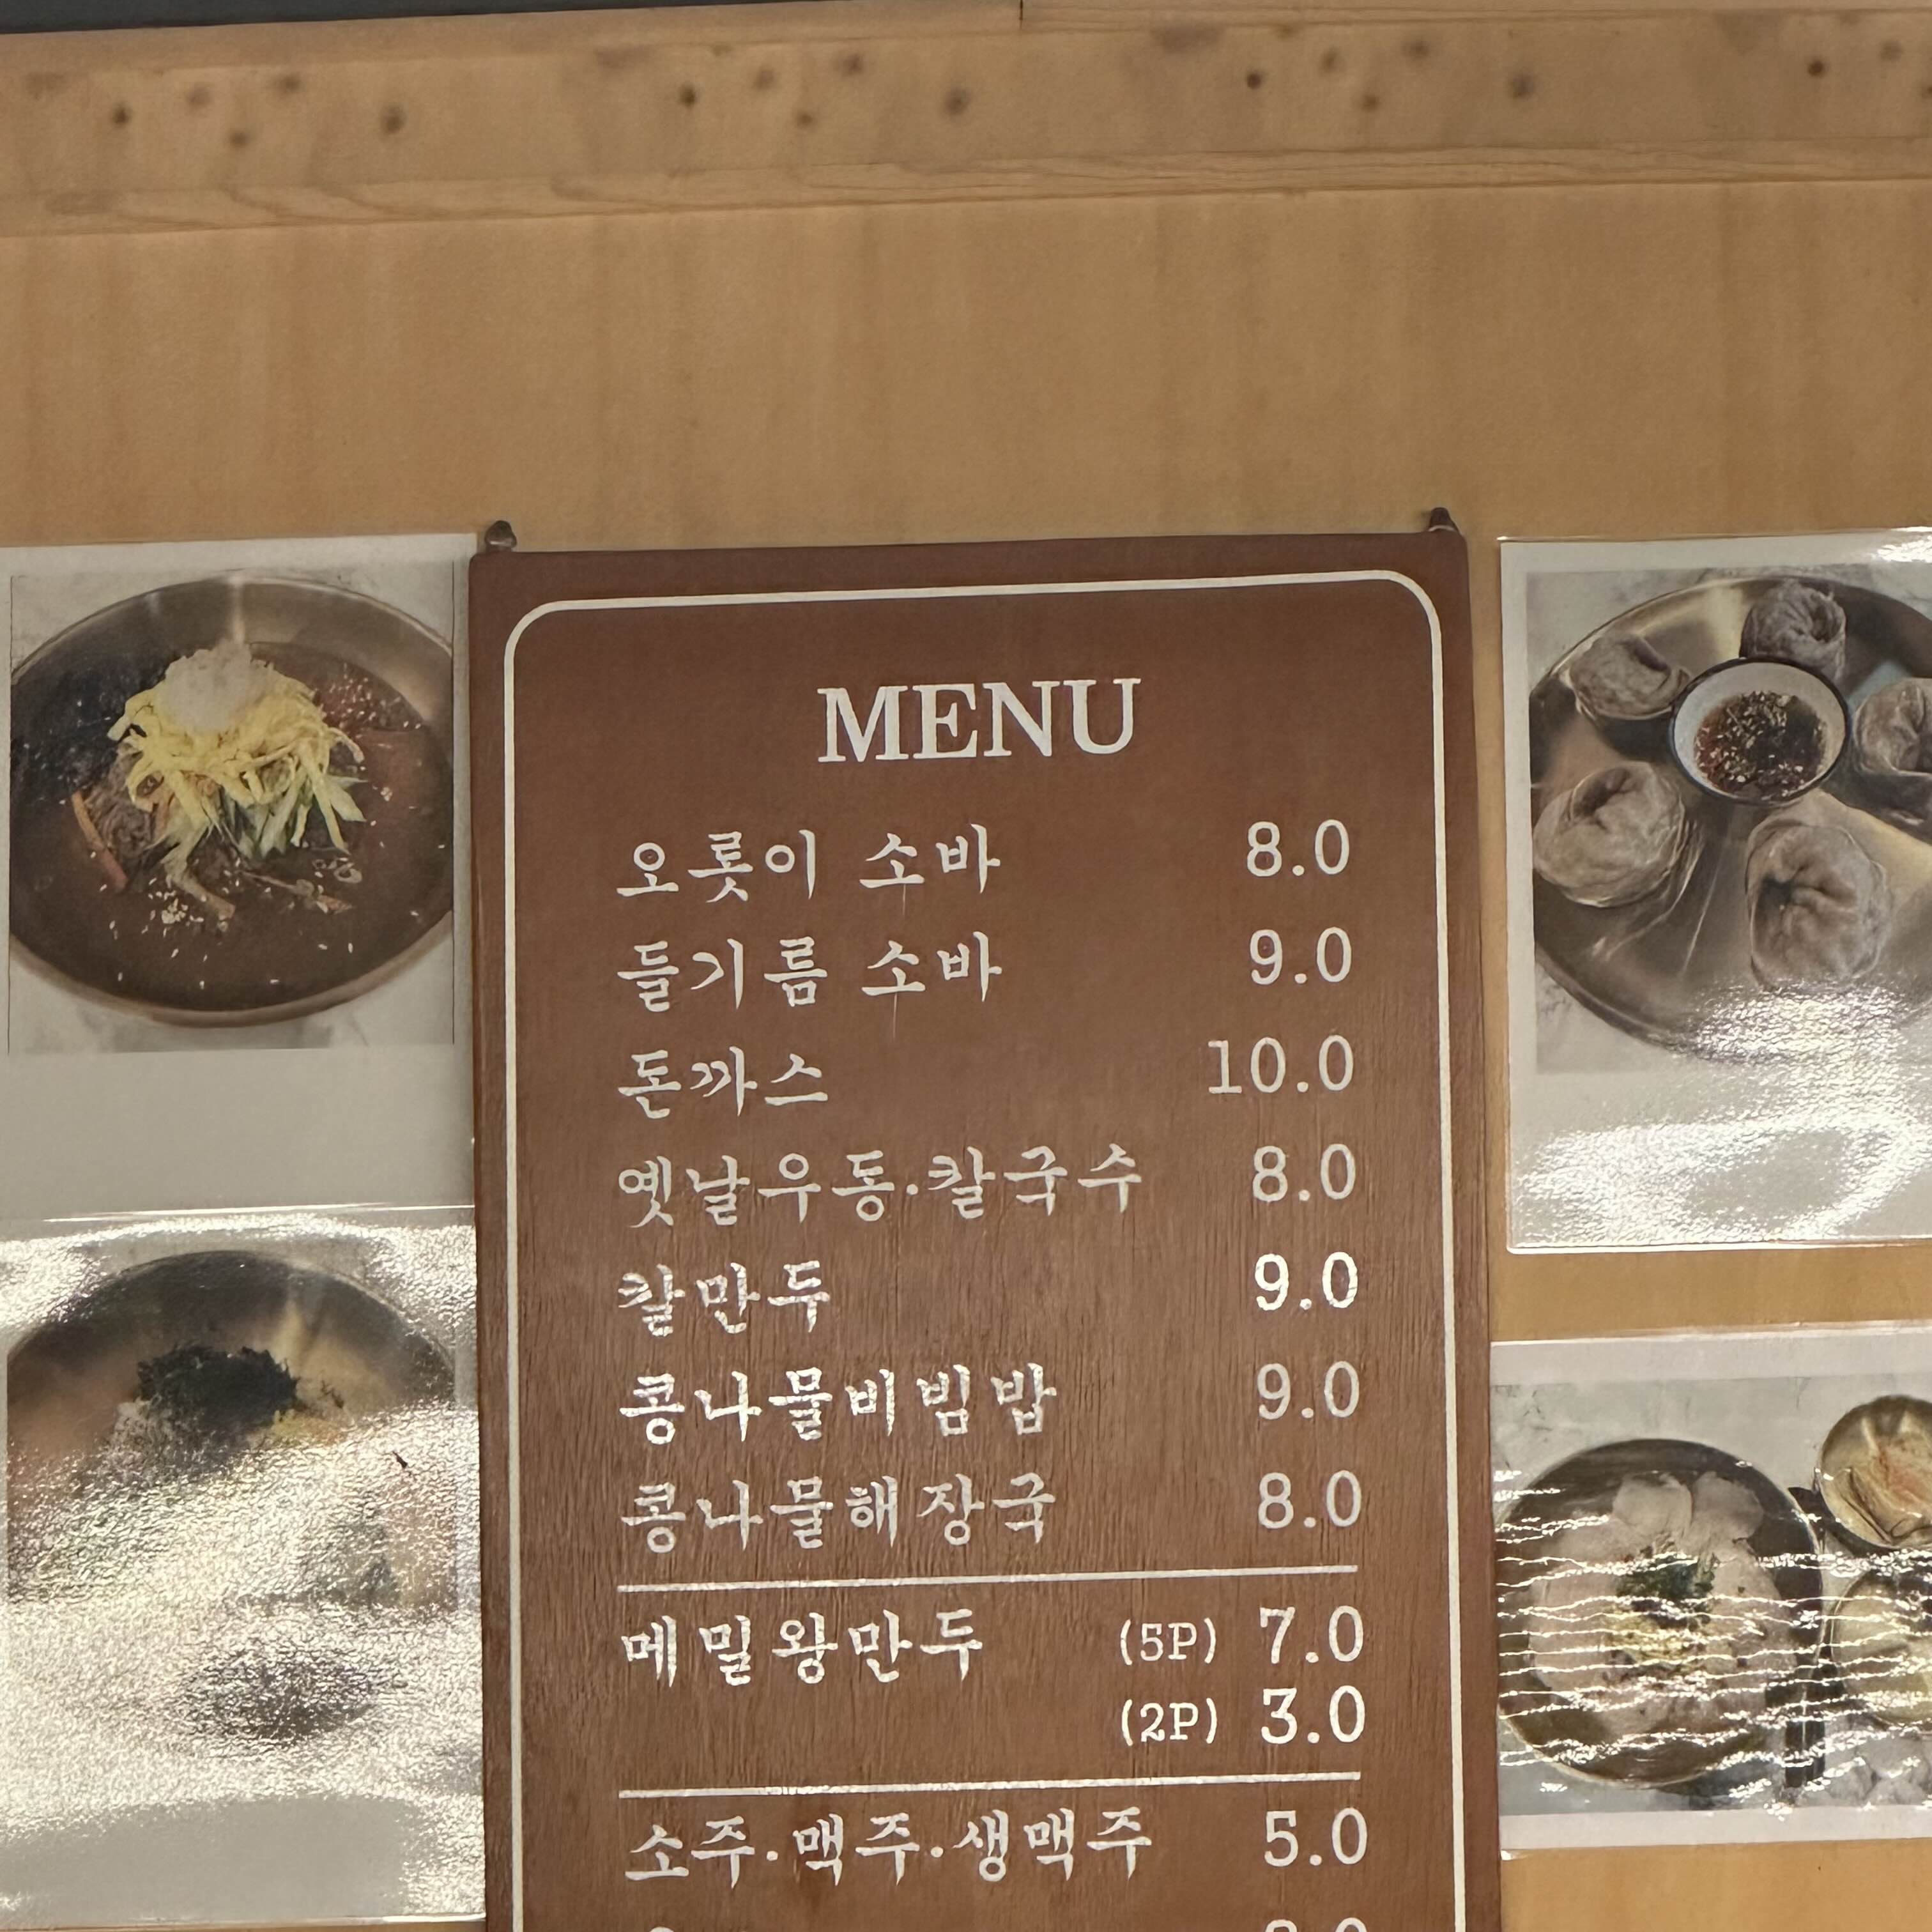 MENU
오롯이 소바 8.0
들기름 소바 9.0
돈까스 10.0
옛날우동·칼국수 8.0
칼만두 9.0
콩나물비빔밥 9.0
콩나물해장국 8.0
메밀왕만두 (5P) 7.0
(2P) 3.0
소주·맥주·생맥주 5.0